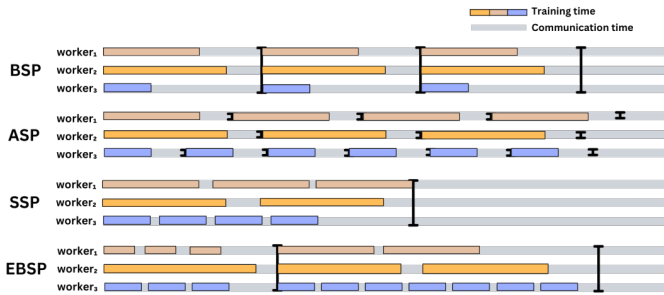 Training time
Communication time
BSP
worker₁
worker₂
worker₃
ASP
worker₁
worker₂
worker₃
SSP
worker₁
worker₂
worker₃
EBSP
worker₁
worker₂
worker₃